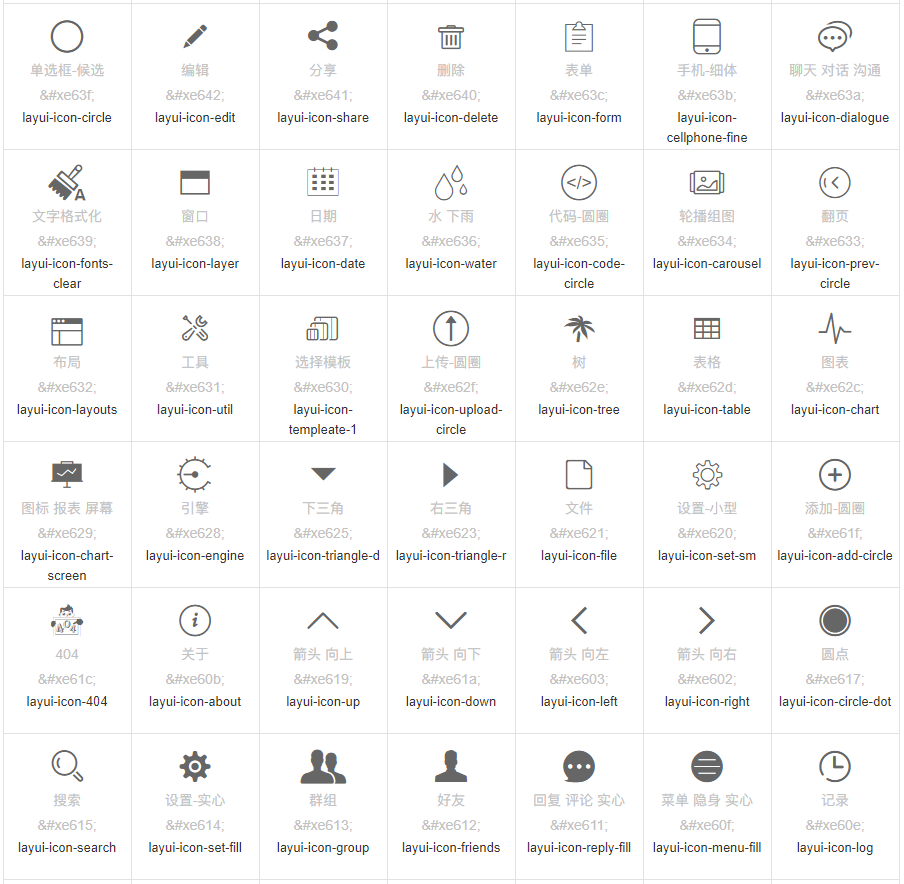 单选框-候选 编辑 分享 删除 表单 手机-细体 聊天 对话 沟通
&#xe63f; &#xe642; &#xe641; &#xe640; &#xe63c; &#xe63b; &#xe63a;
layui-icon-circle layui-icon-edit layui-icon-share layui-icon-delete layui-icon-form layui-icon- layui-icon-dialogue
cellphone-fine
A
文字格式化 窗口 日期 水 下雨 代码-圆圈 轮播组图 翻页
&#xe639; &#xe638; &#xe637; &#xe636; &#xe635; &#xe634; &#xe633;
layui-icon-fonts- layui-icon-layer layui-icon-date layui-icon-water layui-icon-code- layui-icon-carousel layui-icon-prev-
clear circle circle
布局 工具 选择模板 上传-圆圈 树 表格 图表
&#xe632; &#xe631; &#xe630; &#xe62f; &#xe62e; &#xe62d; &#xe62c;
layui-icon-layouts layui-icon-util layui-icon- layui-icon-upload- layui-icon-tree layui-icon-table layui-icon-chart
templeate-1 circle
图标 报表 屏幕 引擎 下三角 右三角 文件 设置-小型 添加-圆圈
&#xe629; &#xe628; &#xe625; &#xe623; &#xe621; &#xe620; &#xe61f;
layui-icon-chart- layui-icon-engine layui-icon-triangle-d layui-icon-triangle-r layui-icon-file layui-icon-set-sm layui-icon-add-circle
screen
404
404 关于 箭头 向上 箭头 向下 箭头 向左 箭头 向右 圆点
&#xe61c; &#xe60b; &#xe619; &#xe61a; &#xe603; &#xe602; &#xe617;
layui-icon-404 layui-icon-about layui-icon-up layui-icon-down layui-icon-left layui-icon-right layui-icon-circle-dot
搜索 设置-实心 群组 好友 回复 评论 实心 菜单 隐身 实心 记录
&#xe615; &#xe614; &#xe613; &#xe612; &#xe611; &#xe60f; &#xe60e;
layui-icon-search layui-icon-set-fill layui-icon-group layui-icon-friends layui-icon-reply-fill layui-icon-menu-fill layui-icon-log